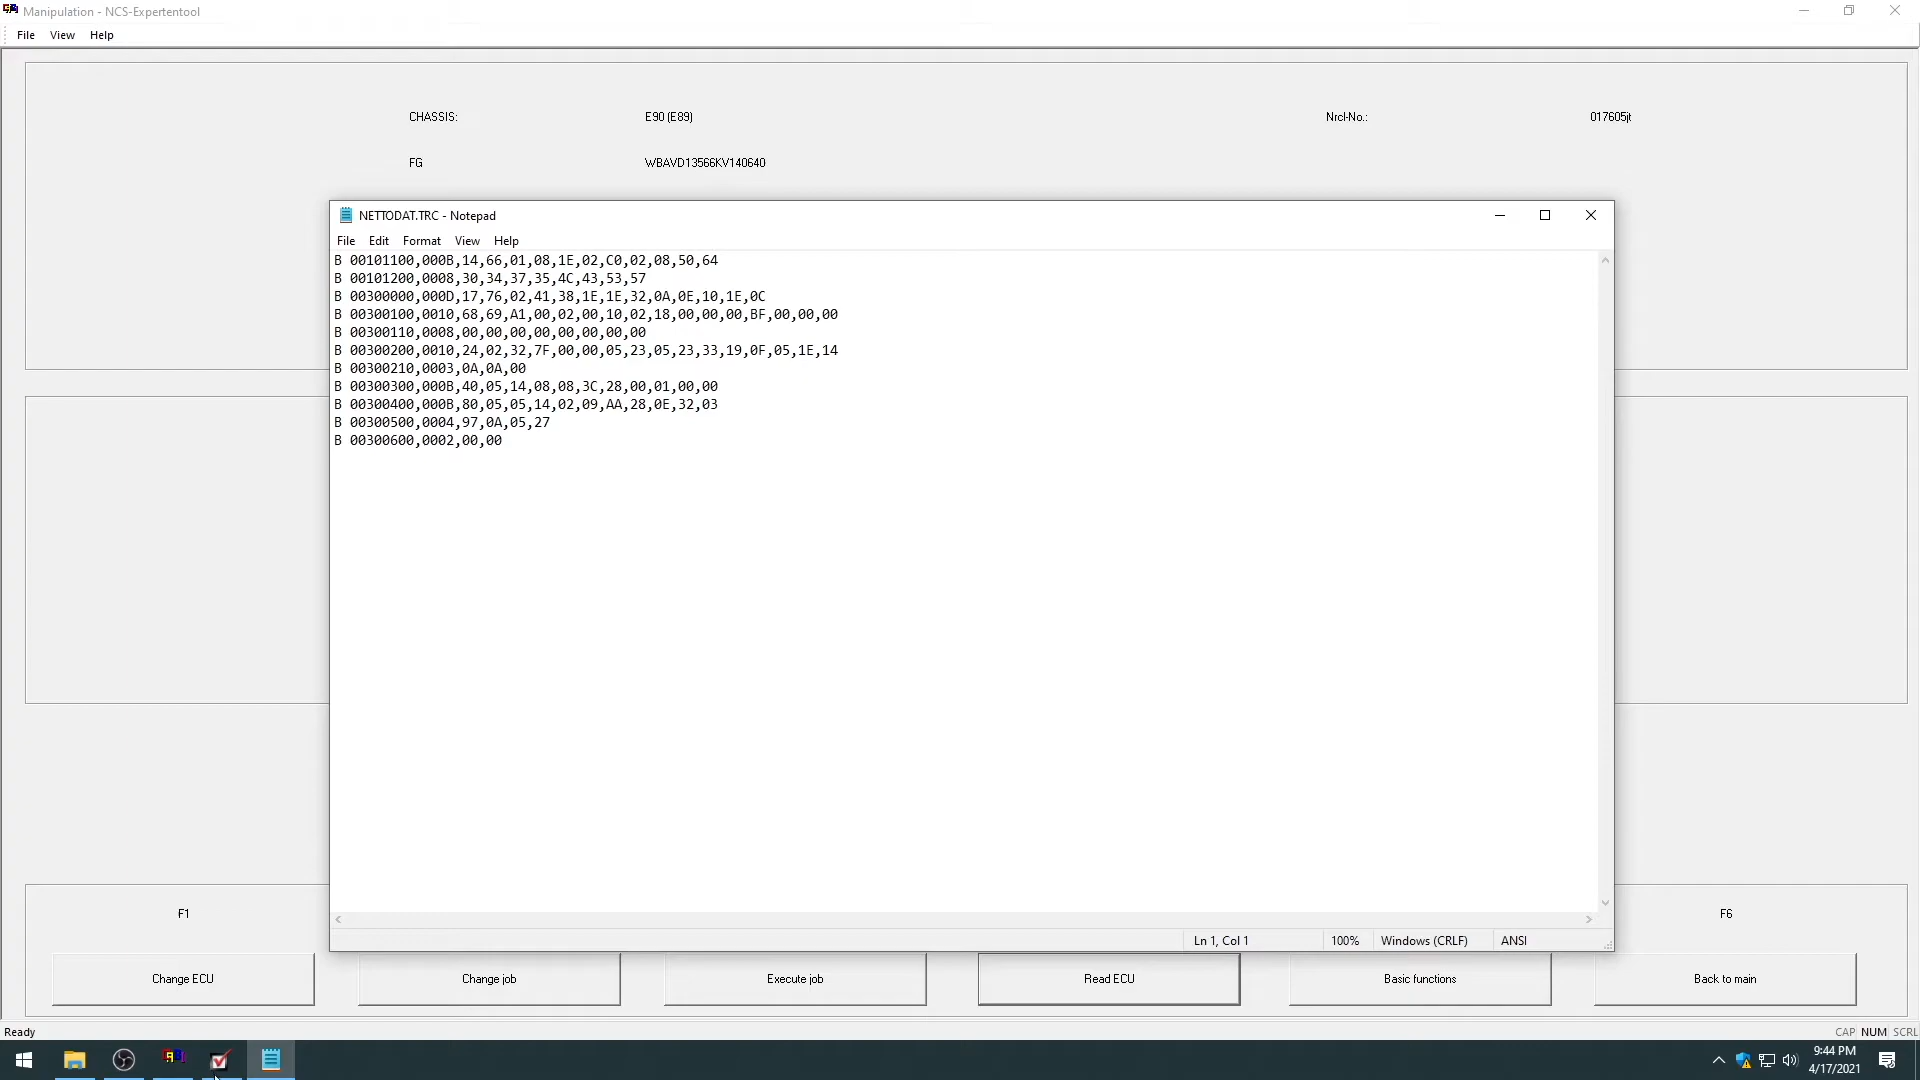 Manipulation - NCS-Expertentool
File View Help
CHASSIS: E90 (E89) Nrcl-No.: 017605jt
FG WBAVD13566KV140640
NETTODAT.TRC - Notepad
File Edit Format View Help
B 00101100,000B,14,66,01,08,1E,02,C0,02,08,50,64
B 00101200,0008,30,34,37,35,4C,43,53,57
B 00300000,000D,17,76,02,41,38,1E,1E,32,0A,0E,10,1E,0C
B 00300100,0010,68,69,A1,00,02,00,10,02,18,00,00,00,BF,00,00,00
B 00300110,0008,00,00,00,00,00,00,00,00
B 00300200,0010,24,02,32,7F,00,00,05,23,05,23,33,19,0F,05,1E,14
B 00300210,0003,0A,0A,00
B 00300300,000B,40,05,14,08,08,3C,28,00,01,00,00
B 00300400,000B,80,05,05,14,02,09,AA,28,0E,32,03
B 00300500,0004,97,0A,05,27
B 00300600,0002,00,00
Ln 1, Col 1 100% Windows (CRLF) ANSI
F1 F6
Change ECU Change job Execute job Read ECU Basic functions Back to main
Ready CAP NUM SCRL
9:44 PM
4/17/2021